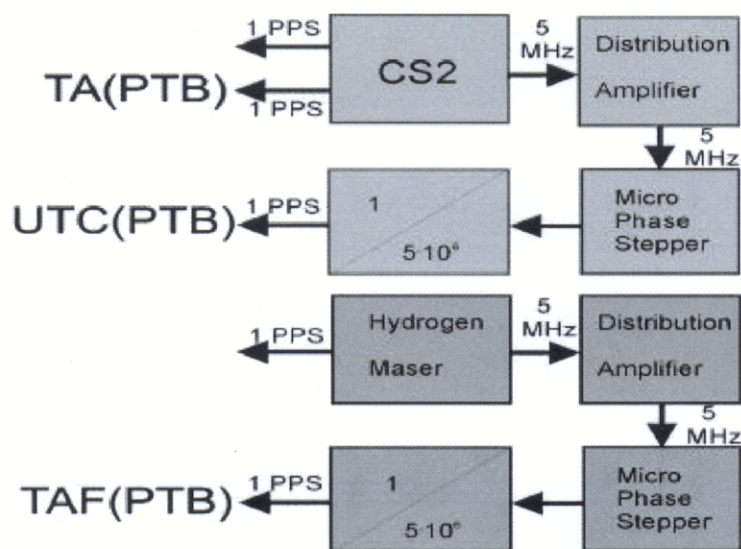 1 PPS
CS2
5
MHz
Distribution
Amplifier
TA(PTB)
1 PPS
5
MHz
UTC(PTB)
1 PPS
1
5·10⁶
Micro
Phase
Stepper
1 PPS
Hydrogen
Maser
5
MHz
Distribution
Amplifier
5
MHz
TAF(PTB)
1 PPS
1
5·10⁶
Micro
Phase
Stepper